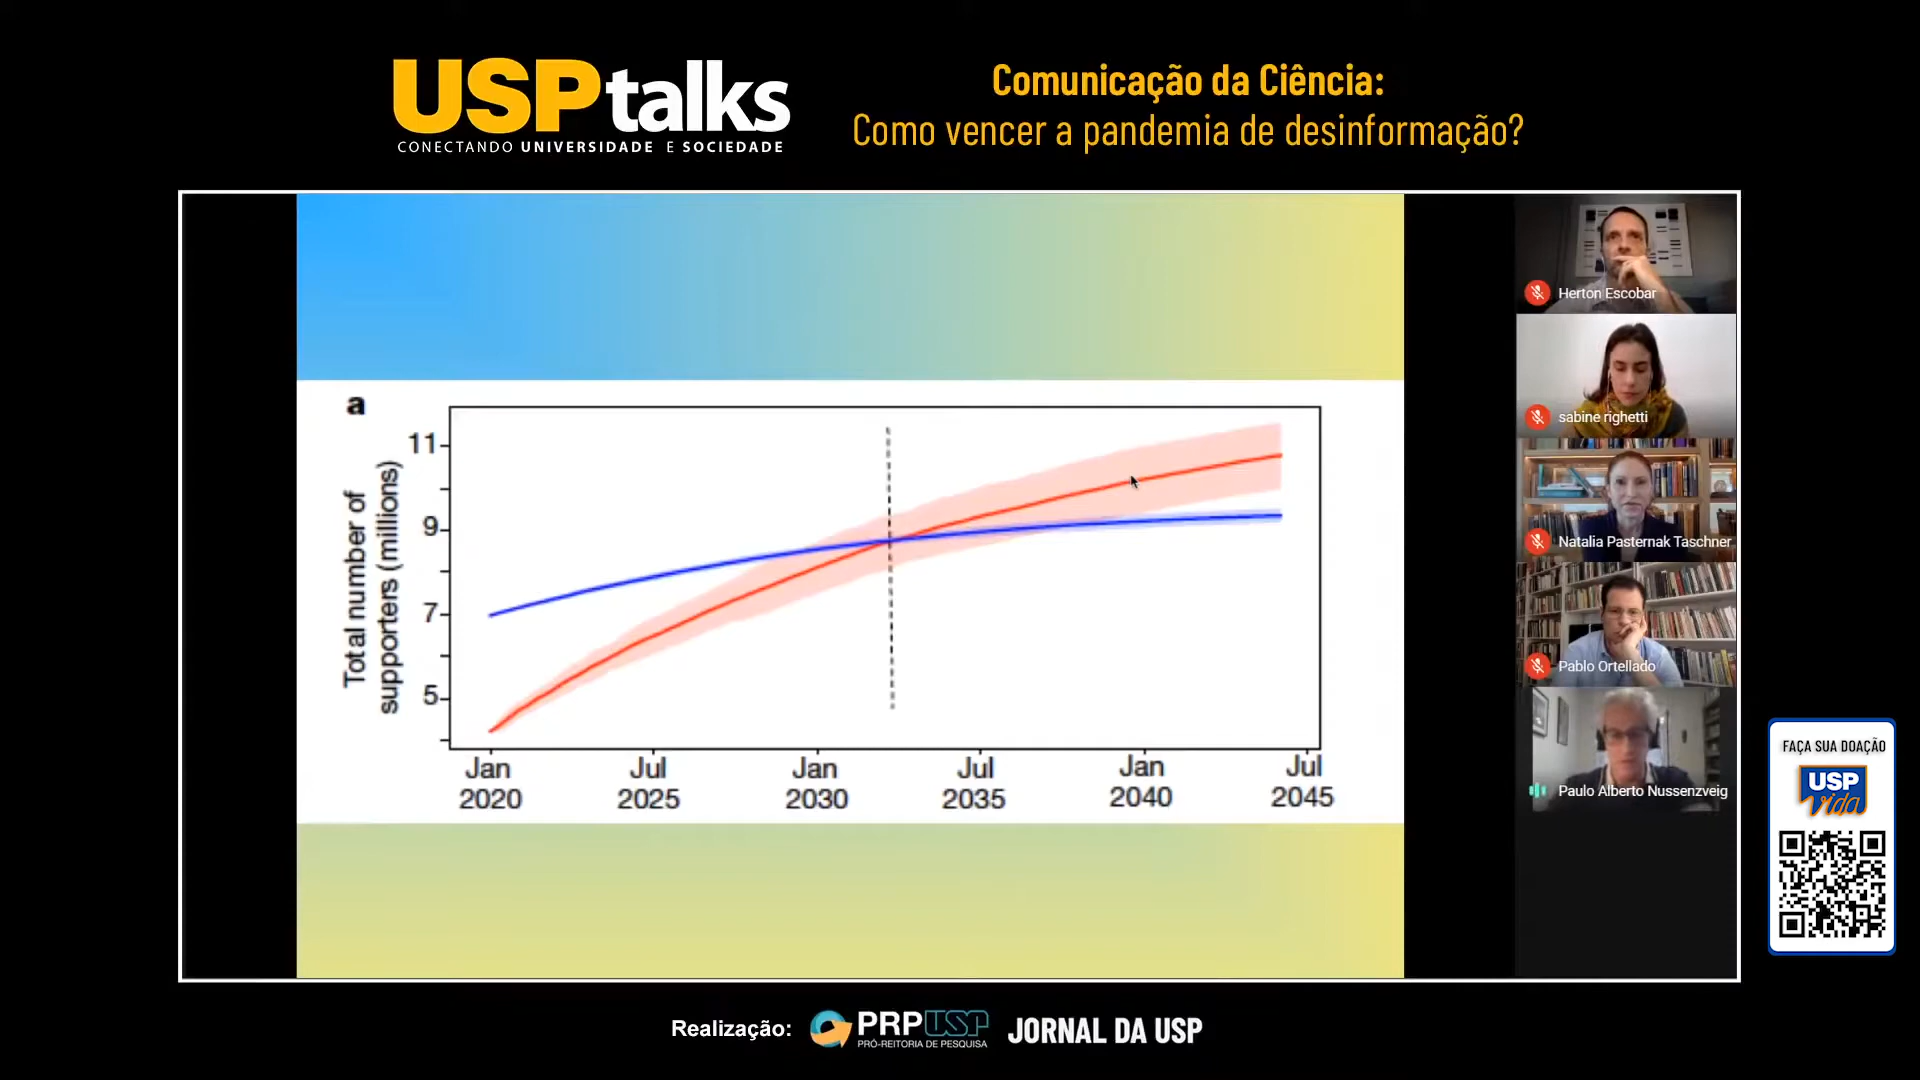 USP talks
CONECTANDO UNIVERSIDADE E SOCIEDADE
Comunicação da Ciência:
Como vencer a pandemia de desinformação?
a
Total number of
supporters (millions)
11
9
7
5
Jan
2020
Jul
2025
Jan
2030
Jul
2035
Jan
2040
Jul
2045
Herton Escobar
sabine righetti
Natalia Pasternak Taschner
Pablo Ortellado
Paulo Alberto Nussenzveig
FAÇA SUA DOAÇÃO
USP
Vida
Realização:
PRPUSP
PRÓ-REITORIA DE PESQUISA
JORNAL DA USP